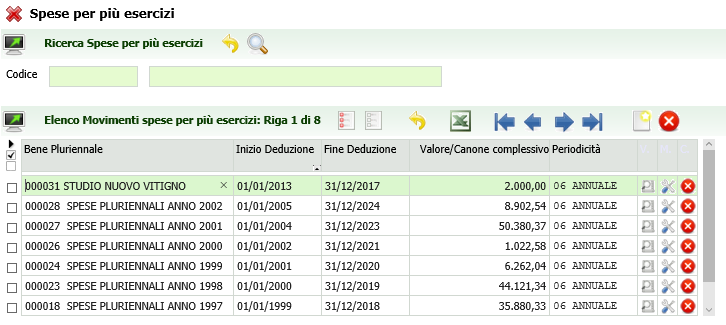 Spese per più esercizi
Ricerca Spese per più esercizi
Codice
Elenco Movimenti spese per più esercizi: Riga 1 di 8
Bene Pluriennale Inizio Deduzione Fine Deduzione Valore/Canone complessivo Periodicità
000031 STUDIO NUOVO VITIGNO 01/01/2013 31/12/2017 2.000,00 06 ANNUALE
000028 SPESE PLURIENNALI ANNO 2002 01/01/2005 31/12/2024 8.902,54 06 ANNUALE
000027 SPESE PLURIENNALI ANNO 2001 01/01/2004 31/12/2023 50.380,37 06 ANNUALE
000026 SPESE PLURIENNALI ANNO 2000 01/01/2002 31/12/2021 1.022,58 06 ANNUALE
000024 SPESE PLURIENNALI ANNO 1999 01/01/2001 31/12/2020 6.262,04 06 ANNUALE
000023 SPESE PLURIENNALI ANNO 1998 01/01/2000 31/12/2019 44.121,34 06 ANNUALE
000018 SPESE PLURIENNALI ANNO 1997 01/01/1999 31/12/2018 35.880,33 06 ANNUALE